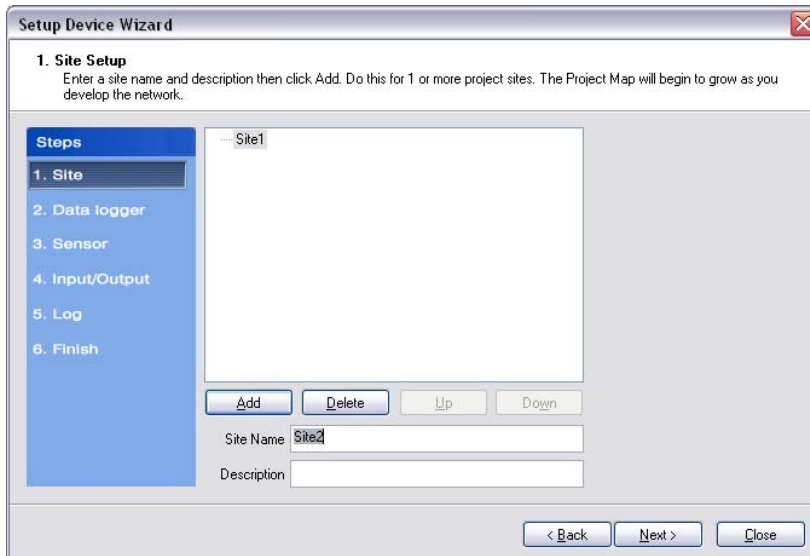 Setup Device Wizard
1. Site Setup
Enter a site name and description then click Add. Do this for 1 or more project sites. The Project Map will begin to grow as you
develop the network.
Steps
1. Site
2. Data logger
3. Sensor
4. Input/Output
5. Log
6. Finish
Site1
Add Delete Up Down
Site Name Site2
Description
< Back Next > Close